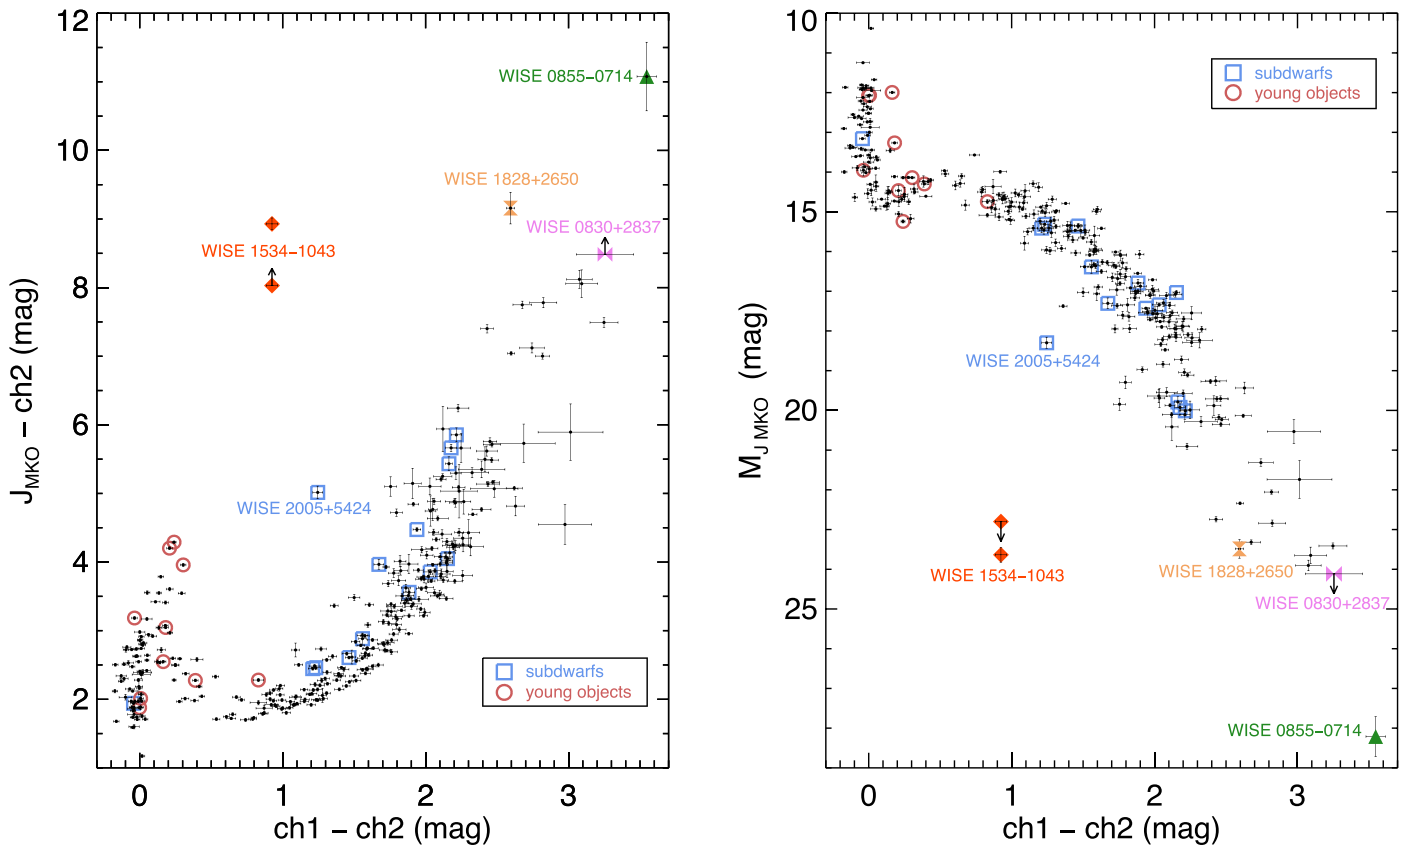 12
10
8
6
4
2
J_MKO − ch2 (mag)
WISE 0855−0714
WISE 1828+2650
WISE 0830+2837
WISE 1534−1043
WISE 2005+5424
subdwarfs
young objects
0 1 2 3
ch1 − ch2 (mag)
10
15
20
25
M_J MKO (mag)
subdwarfs
young objects
WISE 2005+5424
WISE 1534−1043
WISE 1828+2650
WISE 0830+2837
WISE 0855−0714
0 1 2 3
ch1 − ch2 (mag)